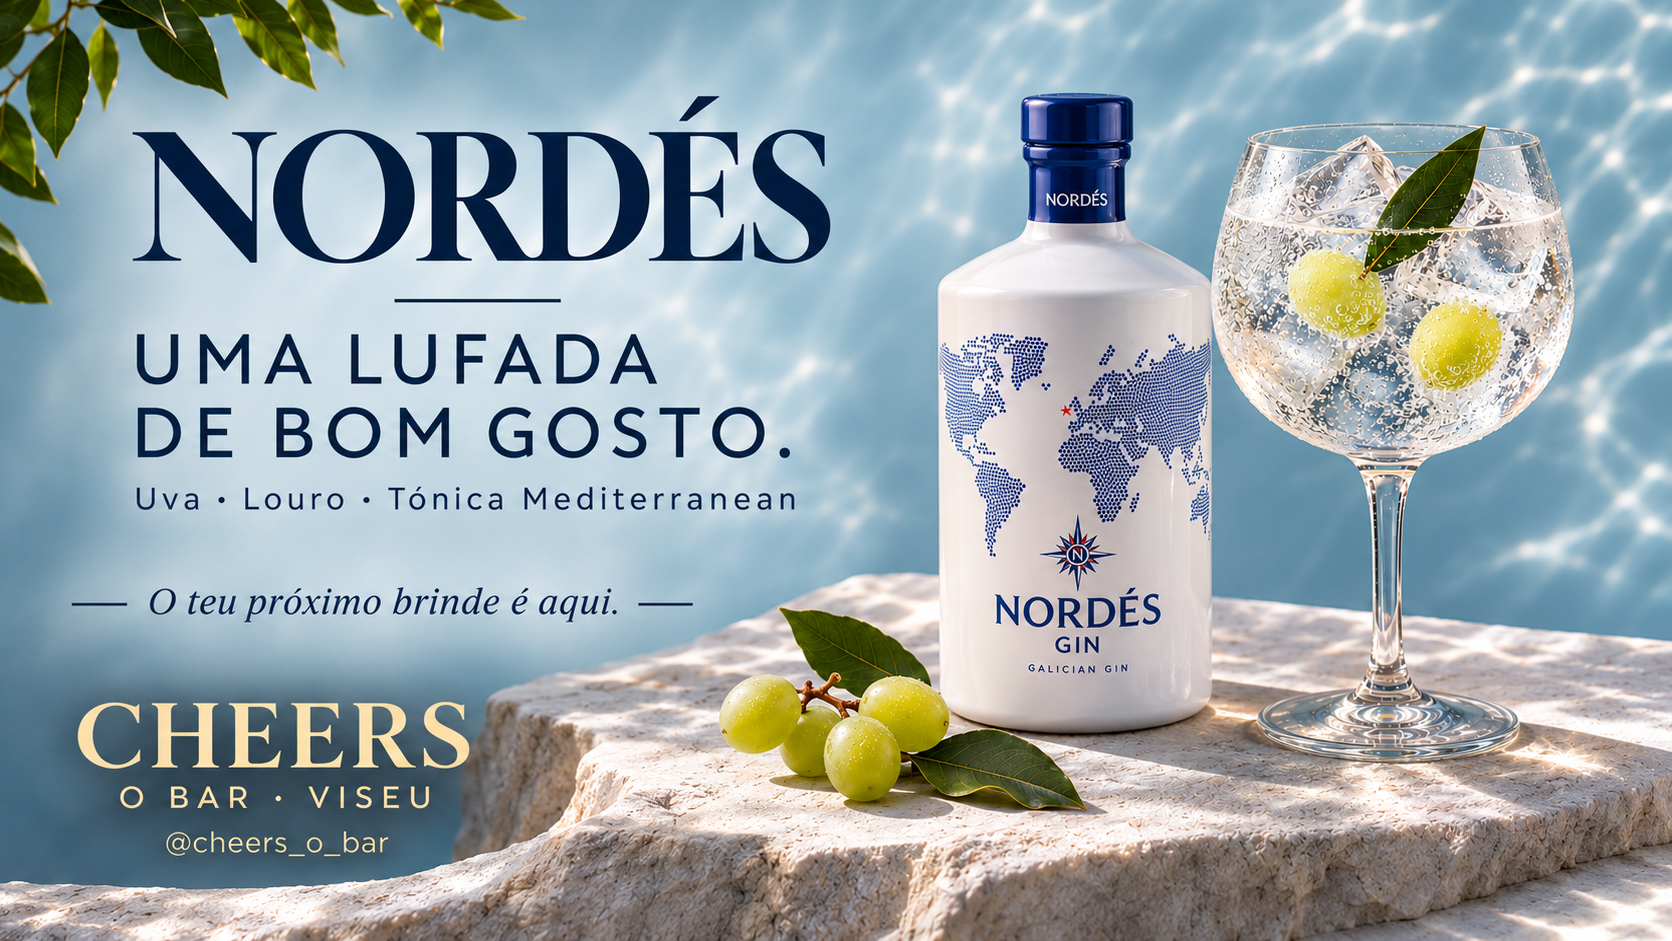 NORDÉS
UMA LUFADA
DE BOM GOSTO.
Uva • Louro • Tónica Mediterranean
O teu próximo brinde é aqui.
CHEERS
O BAR · VISEU
@cheers_o_bar
NORDÉS
N
NORDÉS
GIN
GALICIAN GIN